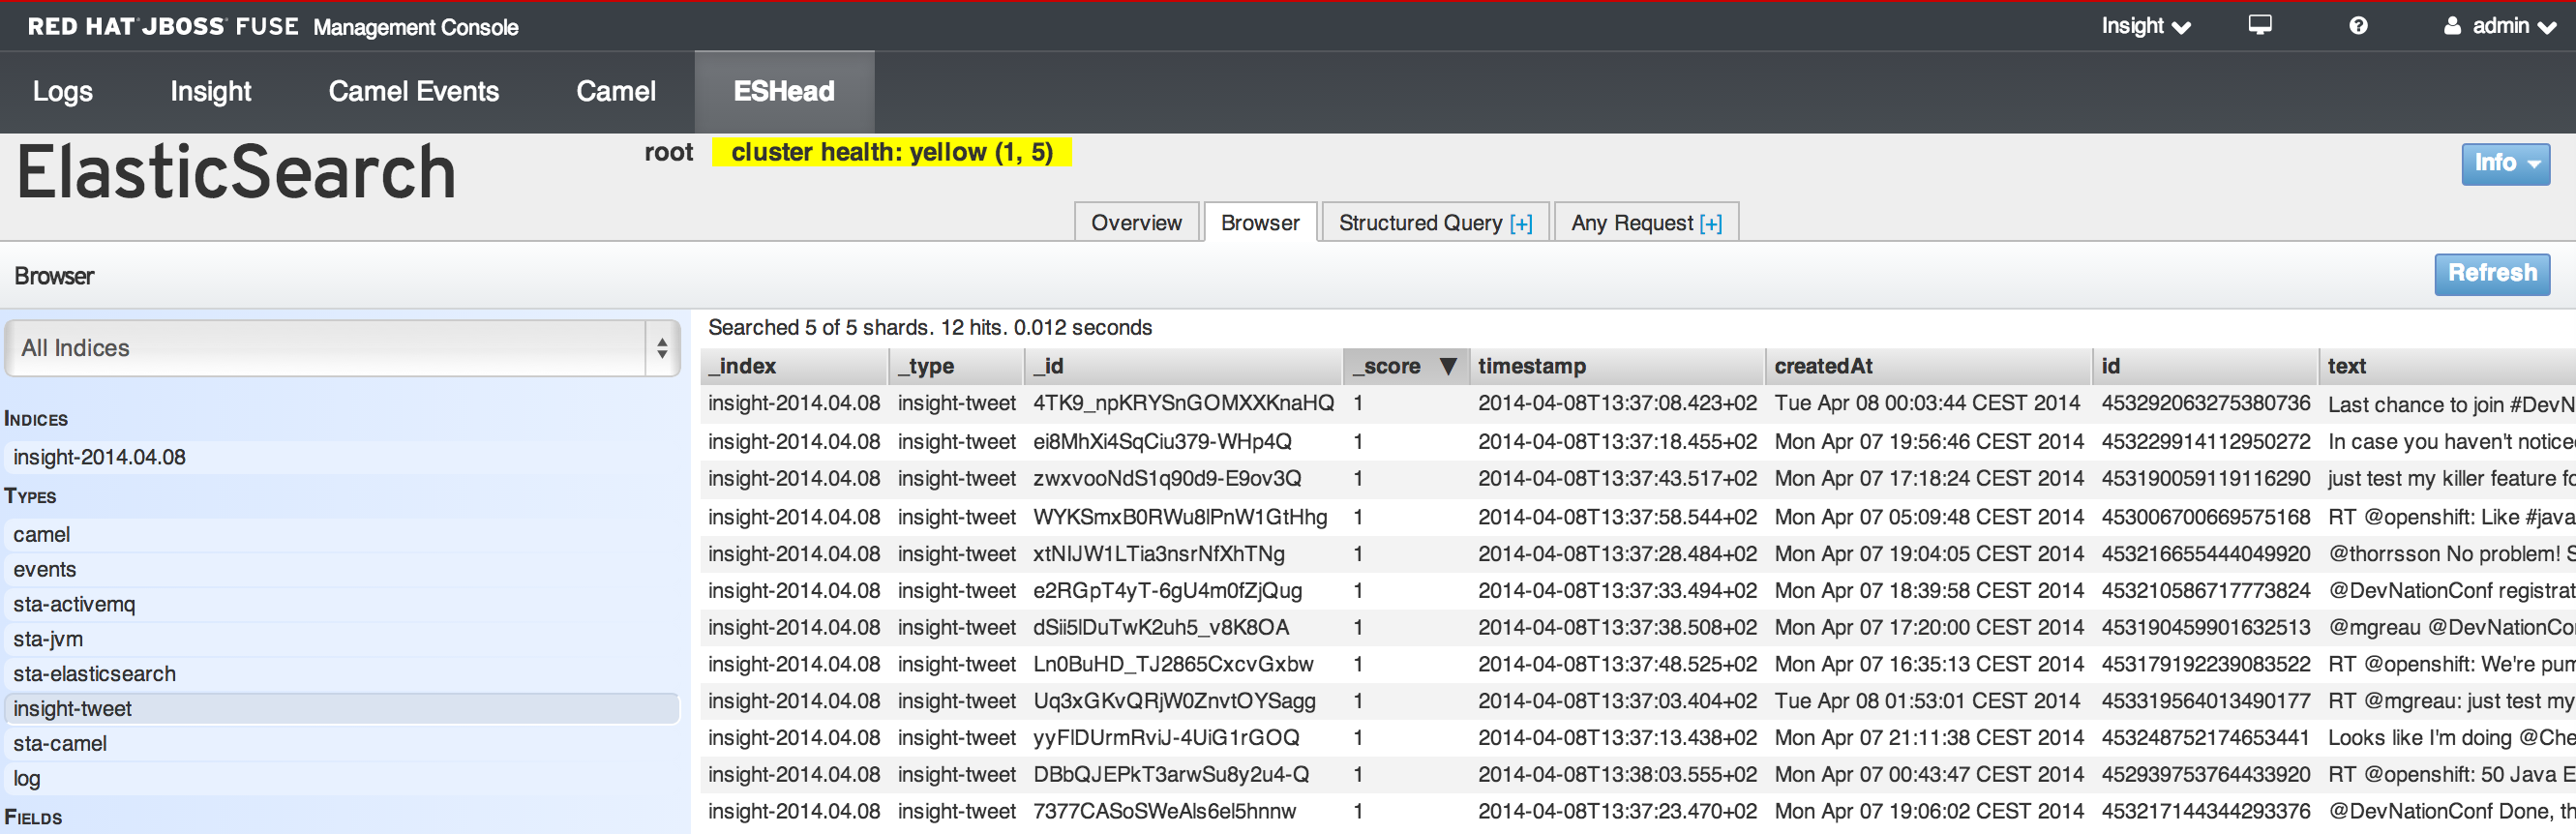 RED HAT JBOSS FUSE Management Console Insight admin
Logs Insight Camel Events Camel ESHead
ElasticSearch root cluster health: yellow (1, 5) Info
Overview Browser Structured Query [+] Any Request [+]
Browser Refresh
All Indices
INDICES
insight-2014.04.08
TYPES
camel
events
sta-activemq
sta-jvm
sta-elasticsearch
insight-tweet
sta-camel
log
FIELDS
Searched 5 of 5 shards. 12 hits. 0.012 seconds
_index _type _id _score ▼ timestamp createdAt id text
insight-2014.04.08 insight-tweet 4TK9_npKRYSnGOMXXKnaHQ 1 2014-04-08T13:37:08.423+02 Tue Apr 08 00:03:44 CEST 2014 453292063275380736 Last chance to join #DevN
insight-2014.04.08 insight-tweet ei8MhXi4SqCiu379-WHp4Q 1 2014-04-08T13:37:18.455+02 Mon Apr 07 19:56:46 CEST 2014 453229914112950272 In case you haven't notice
insight-2014.04.08 insight-tweet zwxvooNdS1q90d9-E9ov3Q 1 2014-04-08T13:37:43.517+02 Mon Apr 07 17:18:24 CEST 2014 453190059119116290 just test my killer feature fo
insight-2014.04.08 insight-tweet WYKSmxB0RWu8lPnW1GtHhg 1 2014-04-08T13:37:58.544+02 Mon Apr 07 05:09:48 CEST 2014 453006700669575168 RT @openshift: Like #java
insight-2014.04.08 insight-tweet xtNIJW1LTia3nsrNfXhTNg 1 2014-04-08T13:37:28.484+02 Mon Apr 07 19:04:05 CEST 2014 453216655444049920 @thorrsson No problem! S
insight-2014.04.08 insight-tweet e2RGpT4yT-6gU4m0fZjQug 1 2014-04-08T13:37:33.494+02 Mon Apr 07 18:39:58 CEST 2014 453210586717773824 @DevNationConf registrat
insight-2014.04.08 insight-tweet dSii5lDuTwK2uh5_v8K8OA 1 2014-04-08T13:37:38.508+02 Mon Apr 07 17:20:00 CEST 2014 453190459901632513 @mgreau @DevNationCo
insight-2014.04.08 insight-tweet Ln0BuHD_TJ2865CxcvGxbw 1 2014-04-08T13:37:48.525+02 Mon Apr 07 16:35:13 CEST 2014 453179192239083522 RT @openshift: We're pum
insight-2014.04.08 insight-tweet Uq3xGKvQRjW0ZnvtOYSagg 1 2014-04-08T13:37:03.404+02 Tue Apr 08 01:53:01 CEST 2014 453319564013490177 RT @mgreau: just test my
insight-2014.04.08 insight-tweet yyFlDUrmRviJ-4UiG1rGOQ 1 2014-04-08T13:37:13.438+02 Mon Apr 07 21:11:38 CEST 2014 453248752174653441 Looks like I'm doing @Che
insight-2014.04.08 insight-tweet DBbQJEPkT3arwSu8y2u4-Q 1 2014-04-08T13:38:03.555+02 Mon Apr 07 00:43:47 CEST 2014 452939753764433920 RT @openshift: 50 Java E
insight-2014.04.08 insight-tweet 7377CASoSWeAls6el5hnnw 1 2014-04-08T13:37:23.470+02 Mon Apr 07 19:06:02 CEST 2014 453217144344293376 @DevNationConf Done, th